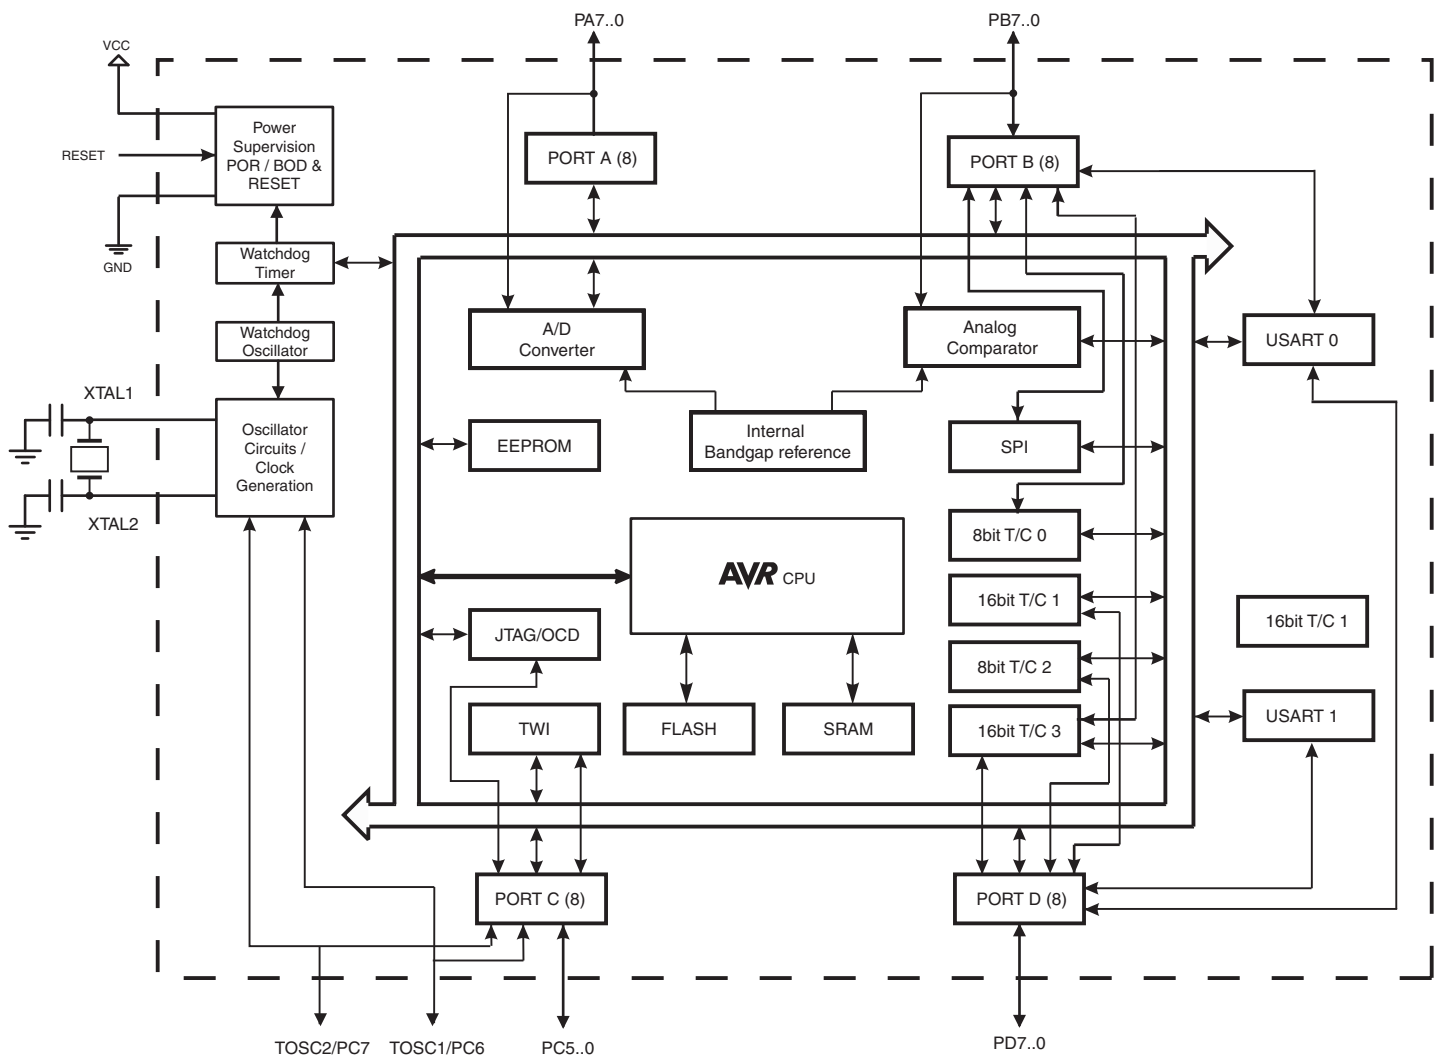 PA7..0
PB7..0
VCC
RESET
GND
Power
Supervision
POR / BOD &
RESET
PORT A (8)
PORT B (8)
Watchdog
Timer
Watchdog
Oscillator
A/D
Converter
Analog
Comparator
USART 0
XTAL1
XTAL2
Oscillator
Circuits /
Clock
Generation
EEPROM
Internal
Bandgap reference
SPI
8bit T/C 0
AVR CPU
16bit T/C 1
16bit T/C 1
JTAG/OCD
8bit T/C 2
TWI
FLASH
SRAM
16bit T/C 3
USART 1
PORT C (8)
PORT D (8)
TOSC2/PC7
TOSC1/PC6
PC5..0
PD7..0